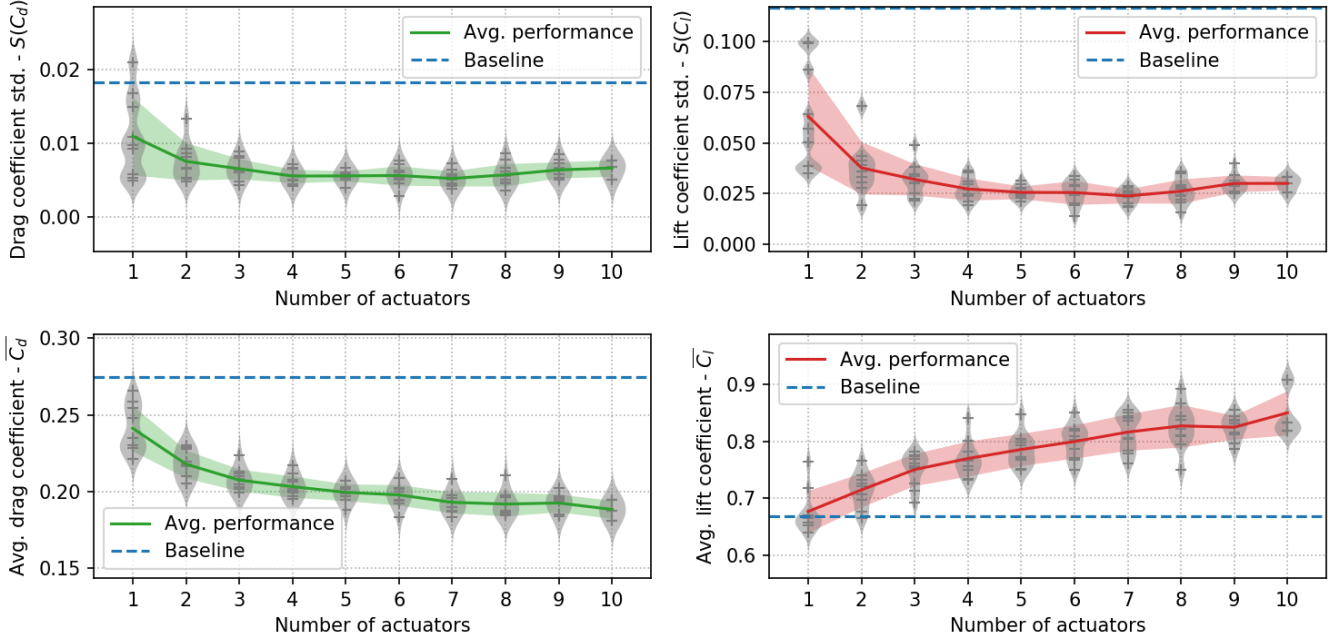 Drag coefficient std. - S(C_d)
0.02
0.01
0.00
Avg. performance
Baseline
1 2 3 4 5 6 7 8 9 10
Number of actuators
Lift coefficient std. - S(C_l)
0.100
0.075
0.050
0.025
0.000
Avg. performance
Baseline
1 2 3 4 5 6 7 8 9 10
Number of actuators
Avg. drag coefficient - \overline{C_d}
0.30
0.25
0.20
0.15
Avg. performance
Baseline
1 2 3 4 5 6 7 8 9 10
Number of actuators
Avg. lift coefficient - \overline{C_l}
0.9
0.8
0.7
0.6
Avg. performance
Baseline
1 2 3 4 5 6 7 8 9 10
Number of actuators